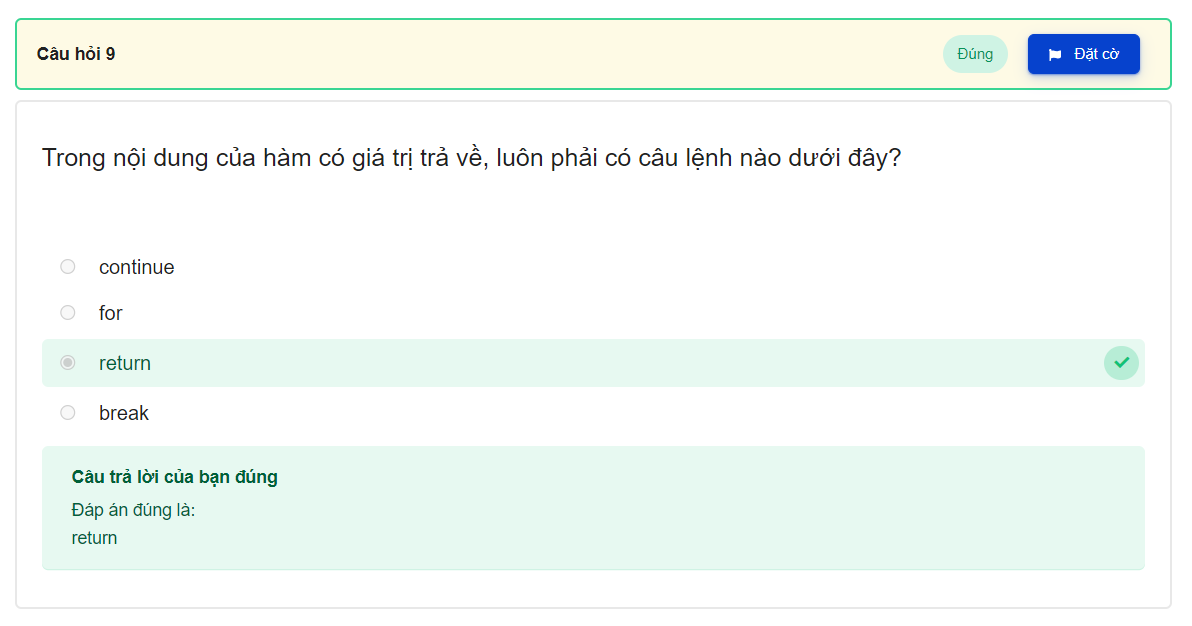 Câu hỏi 9
Đúng
Đặt cờ
Trong nội dung của hàm có giá trị trả về, luôn phải có câu lệnh nào dưới đây?
continue
for
return
break
Câu trả lời của bạn đúng
Đáp án đúng là:
return